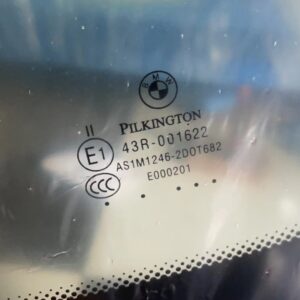 BMW
II
PILKINGTON
E1 43R-001622
AS1M1246-2DOT682
CCC E000201